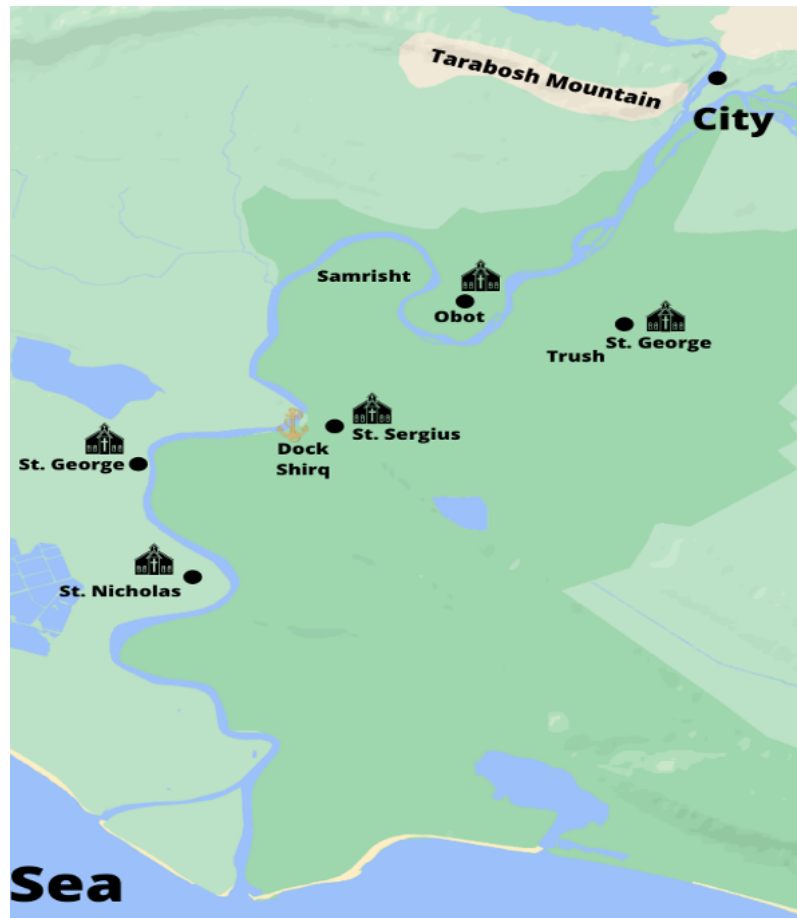 Tarabosh Mountain
City
Samrisht
Obot
St. George
Trush
St. Sergius
Dock
Shirq
St. George
St. Nicholas
Sea